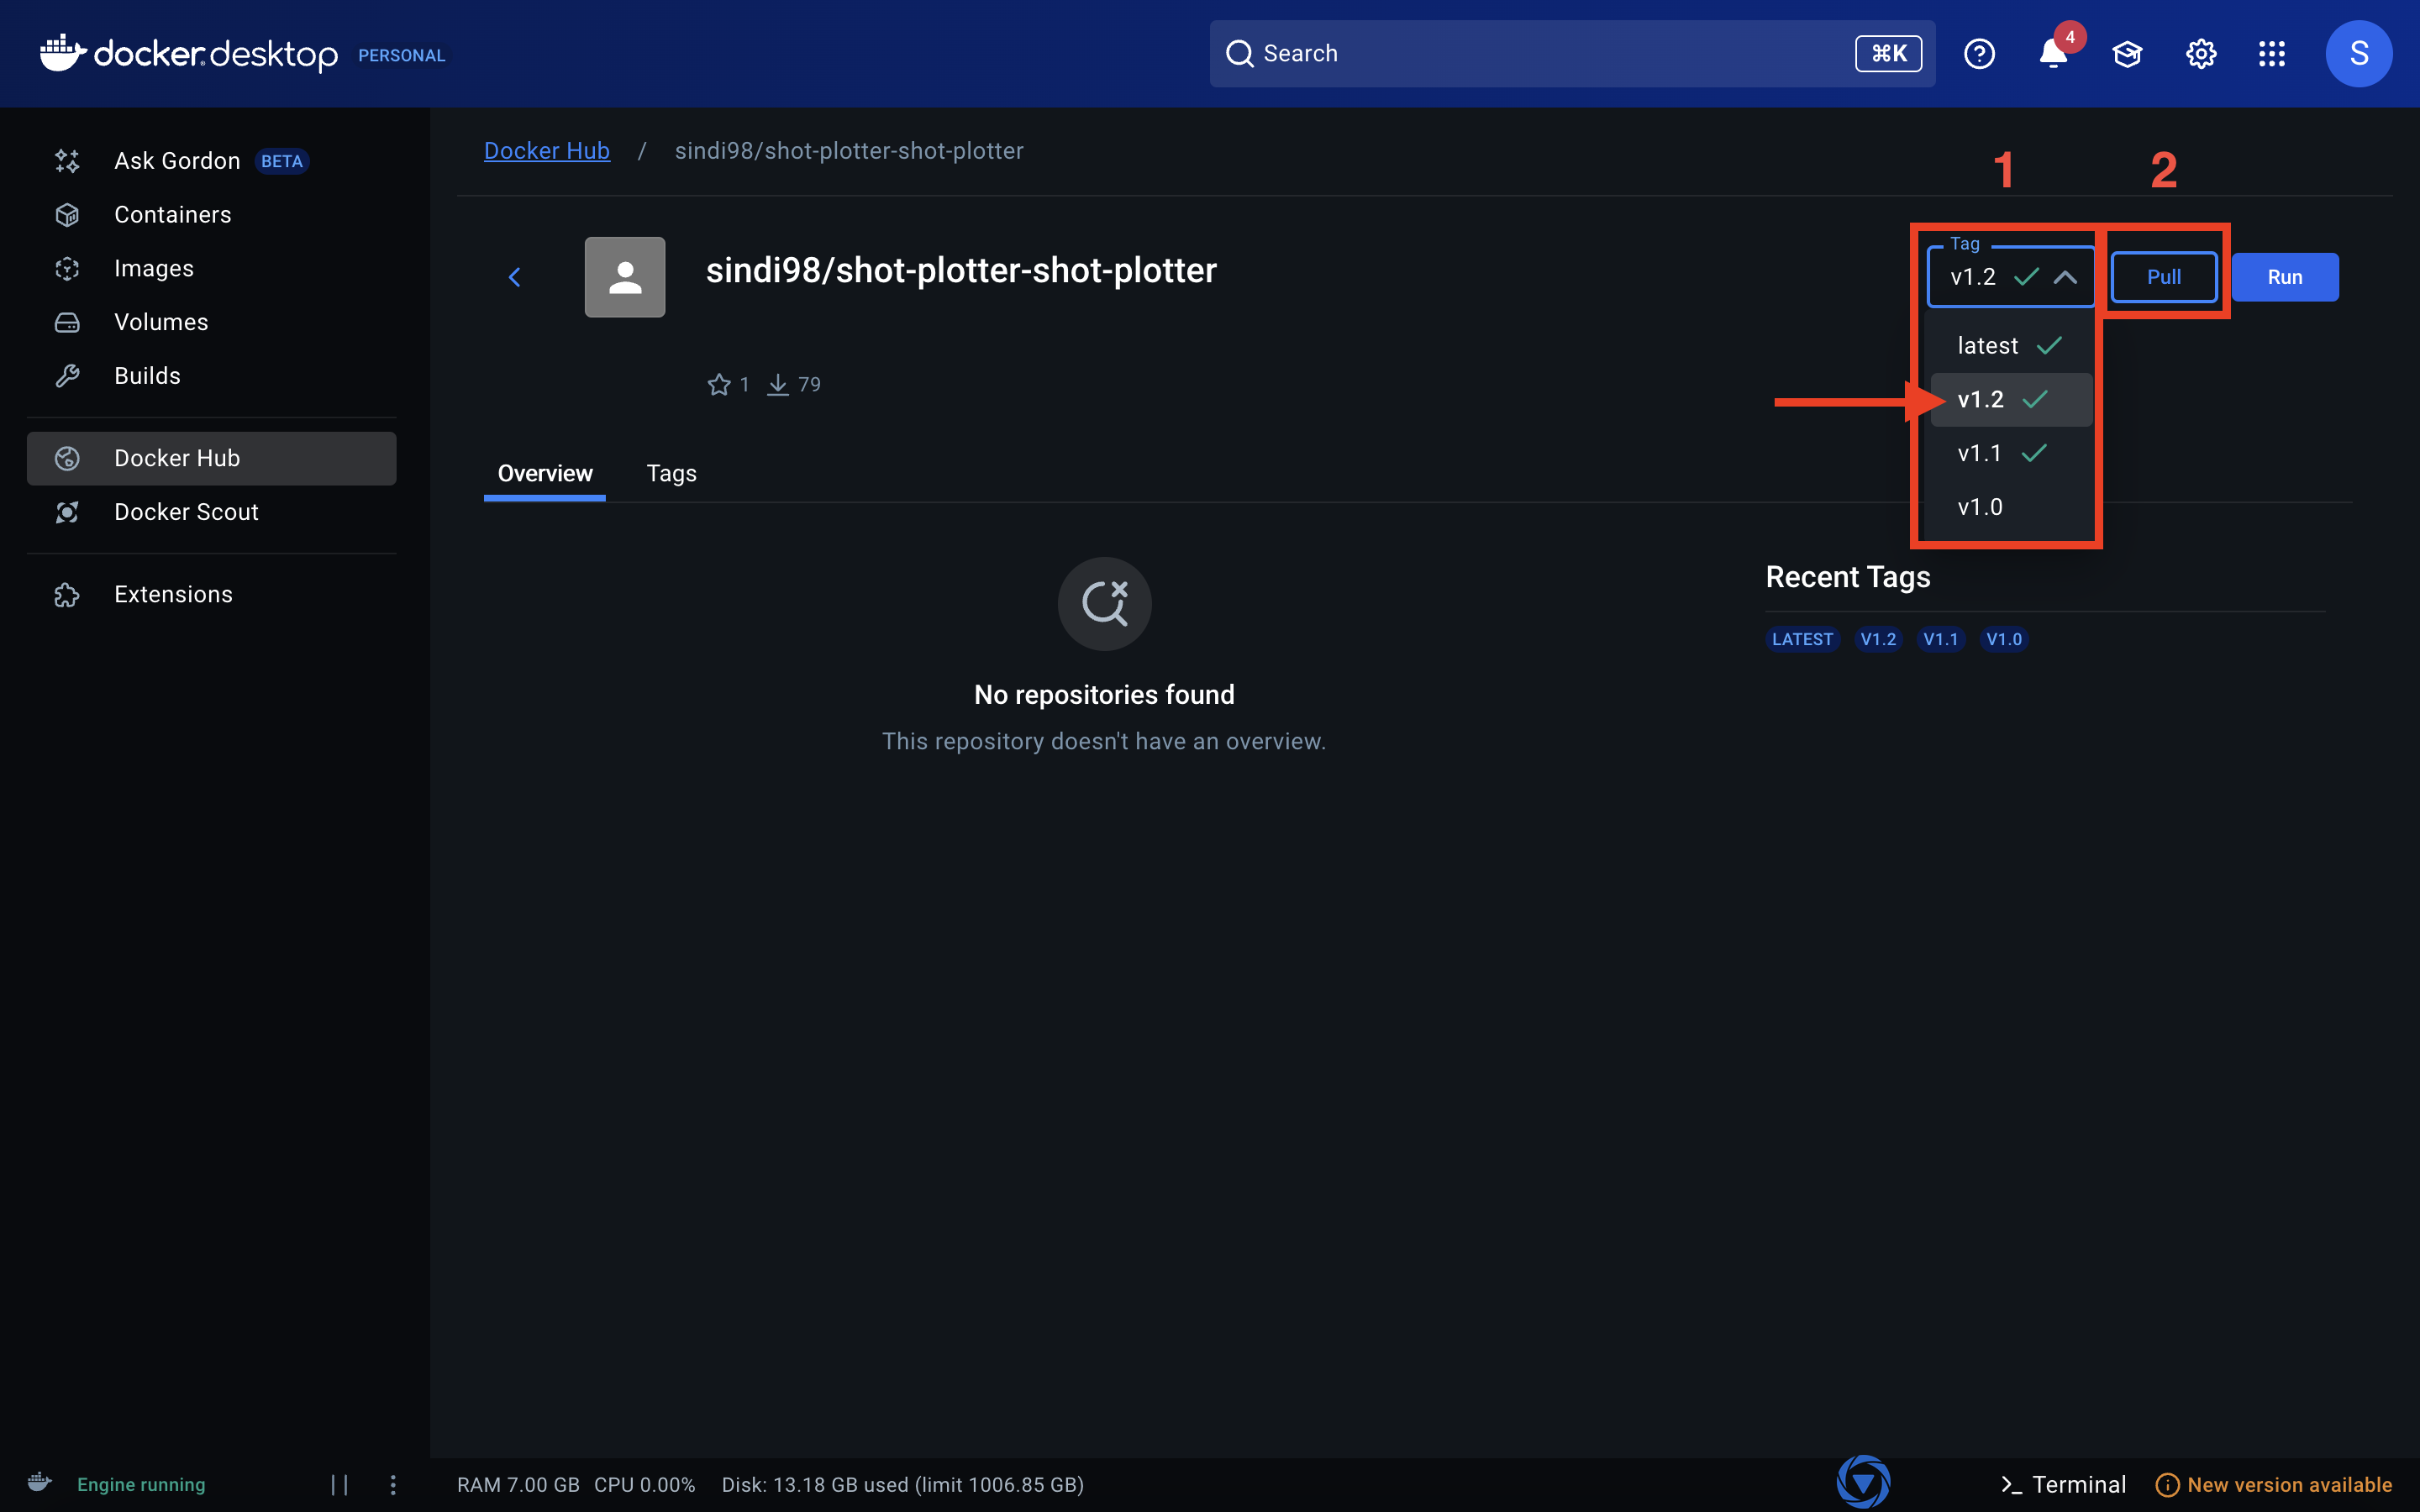 docker.desktop PERSONAL
Search ⌘K
4
S
Ask Gordon BETA
Containers
Images
Volumes
Builds
Docker Hub
Docker Scout
Extensions
Docker Hub / sindi98/shot-plotter-shot-plotter
1 2
sindi98/shot-plotter-shot-plotter
Tag
v1.2
Pull
Run
latest
v1.2
v1.1
v1.0
1 79
Overview Tags
No repositories found
This repository doesn't have an overview.
Recent Tags
LATEST V1.2 V1.1 V1.0
Engine running
RAM 7.00 GB CPU 0.00% Disk: 13.18 GB used (limit 1006.85 GB)
>_ Terminal
New version available